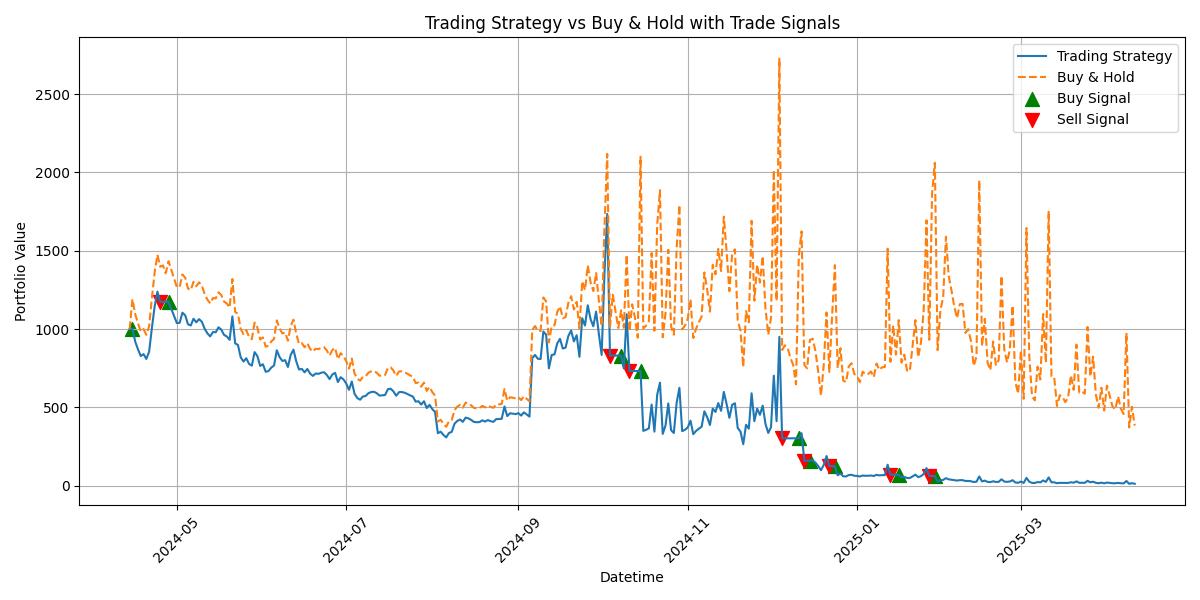 Trading Strategy vs Buy & Hold with Trade Signals
Trading Strategy
Buy & Hold
Buy Signal
Sell Signal
Portfolio Value
2500
2000
1500
1000
500
0
2024-05
2024-07
2024-09
2024-11
2025-01
2025-03
Datetime